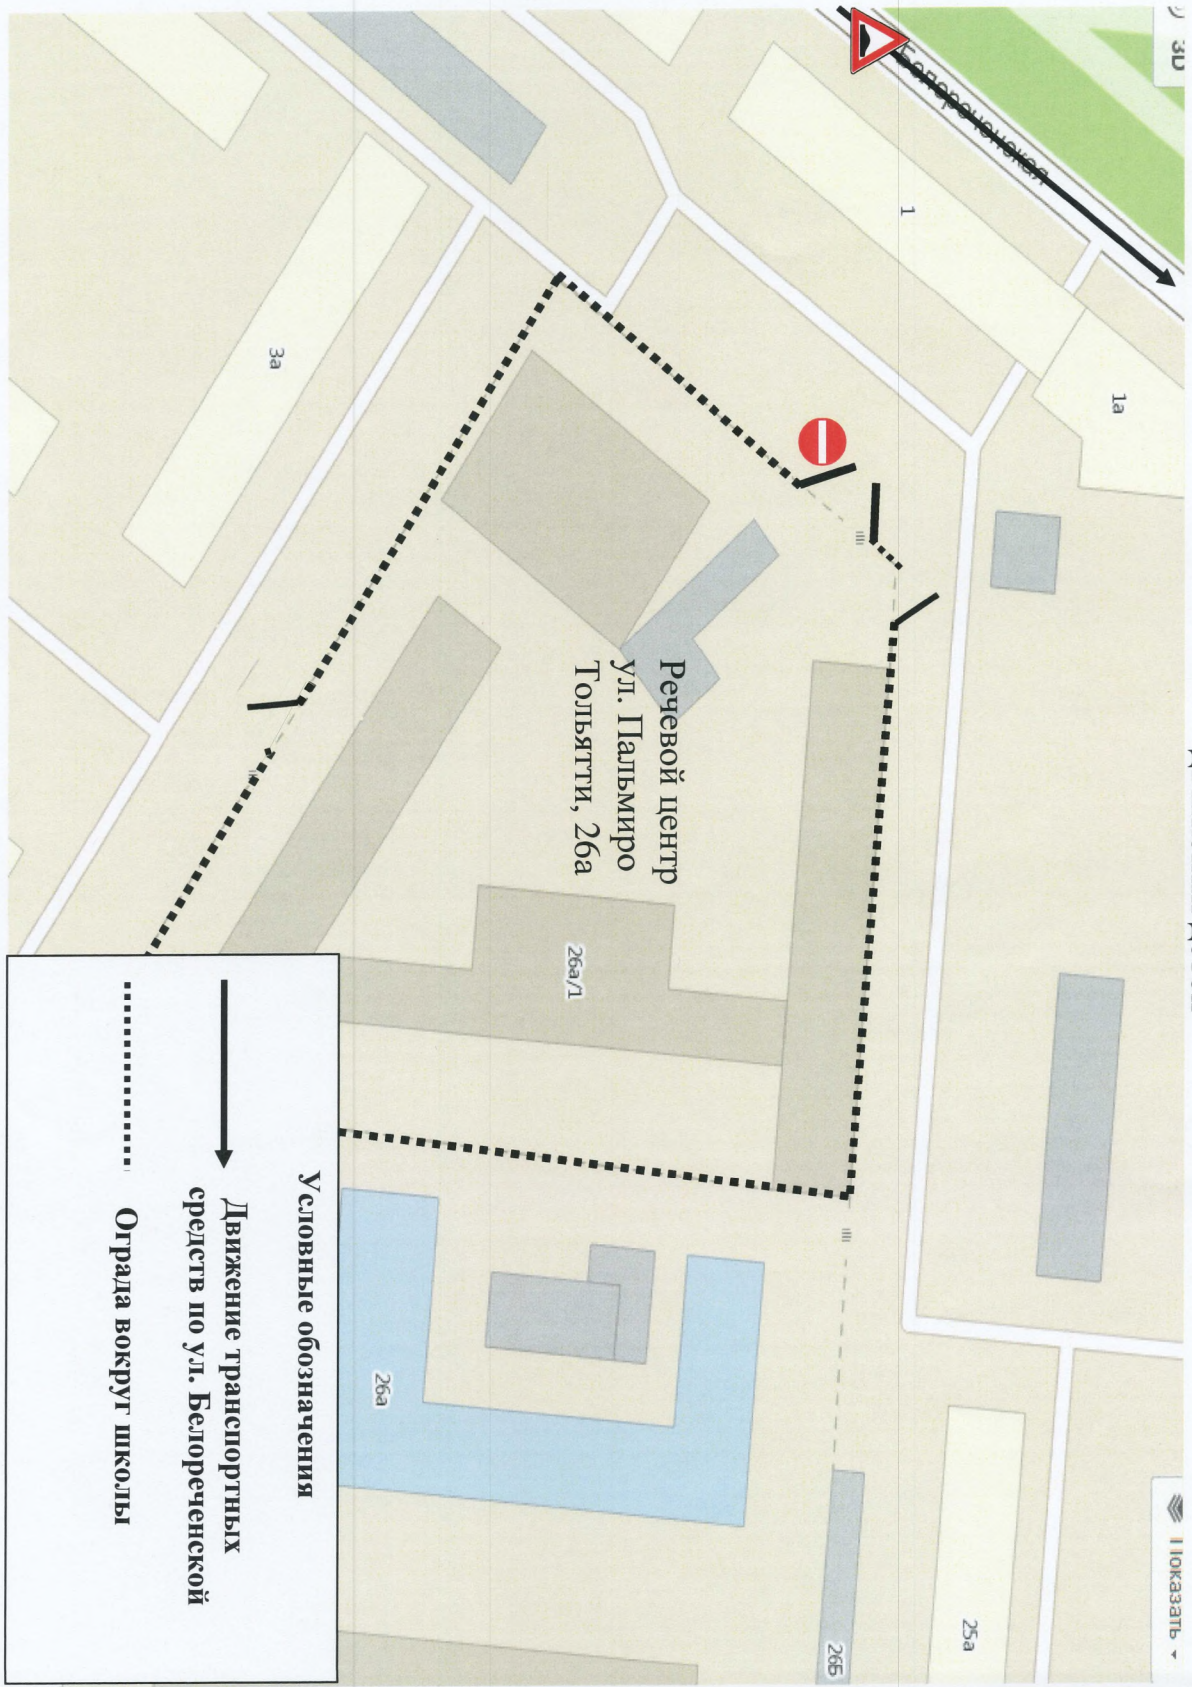 3D
Показать
Белореченская
1
1а
3а
Речевой центр
ул. Пальмиро
Тольятти, 26а
26а/1
26а
26Б
25а
Условные обозначения
Движение транспортных
средств по ул. Белореченской
Ограда вокруг школы